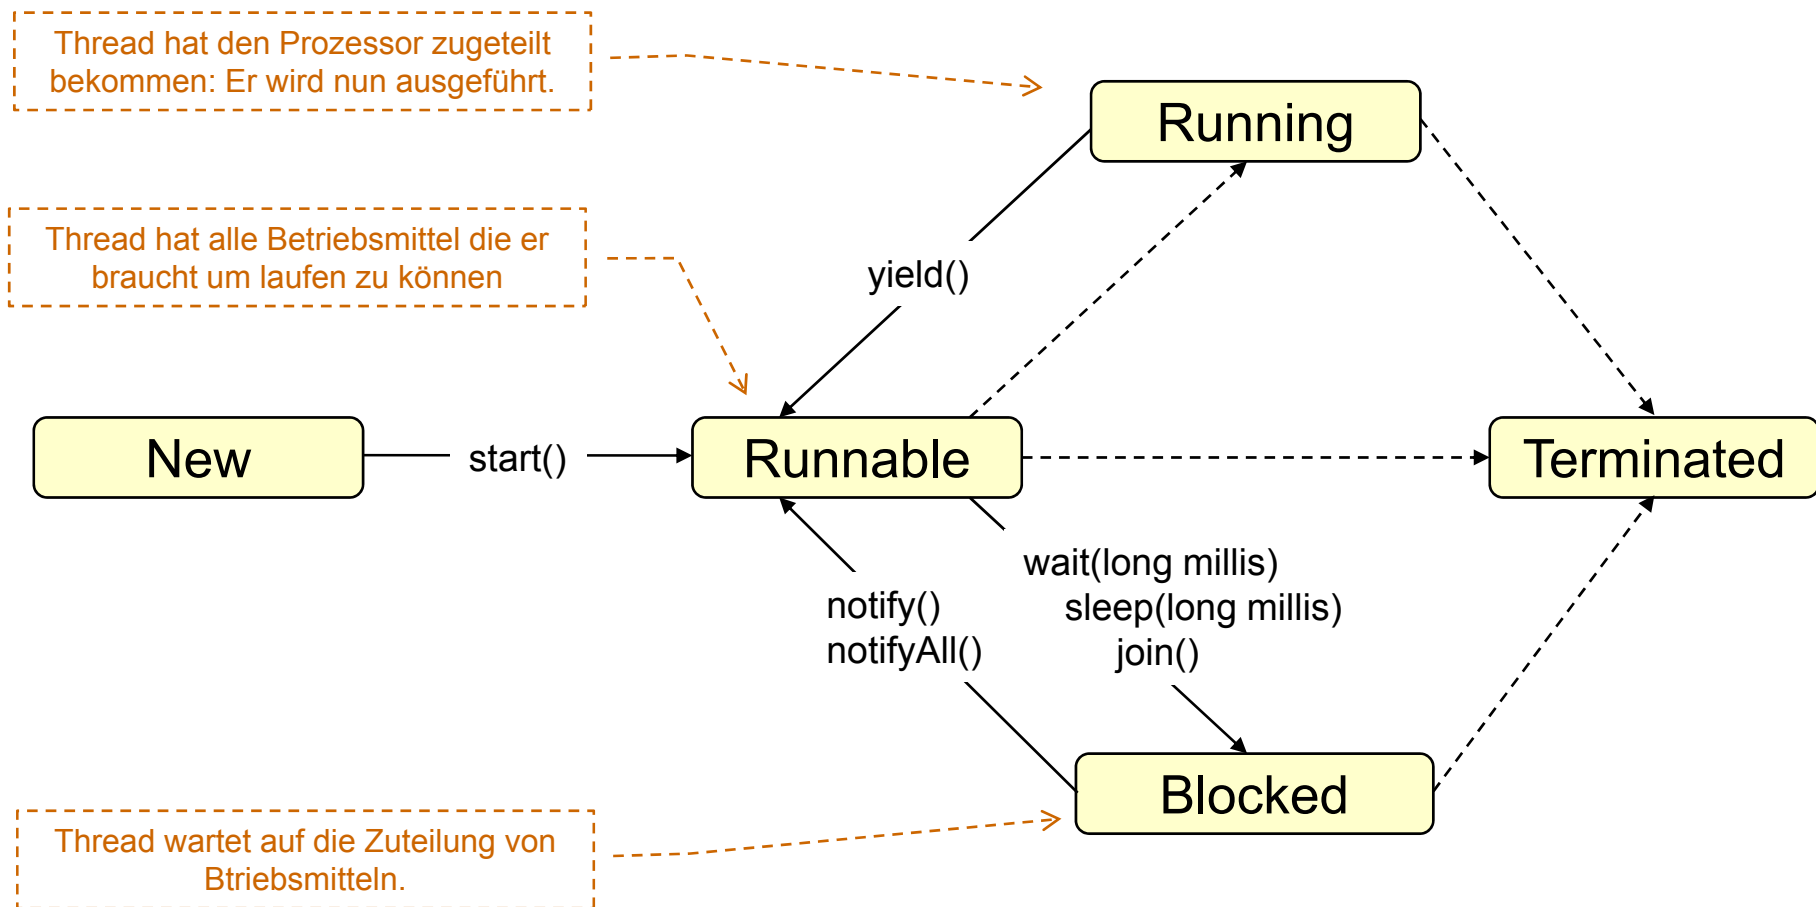 Thread hat den Prozessor zugeteilt
bekommen: Er wird nun ausgeführt.
Running
Thread hat alle Betriebsmittel die er
braucht um laufen zu können
yield()
New
start()
Runnable
Terminated
wait(long millis)
sleep(long millis)
join()
notify()
notifyAll()
Blocked
Thread wartet auf die Zuteilung von
Btriebsmitteln.